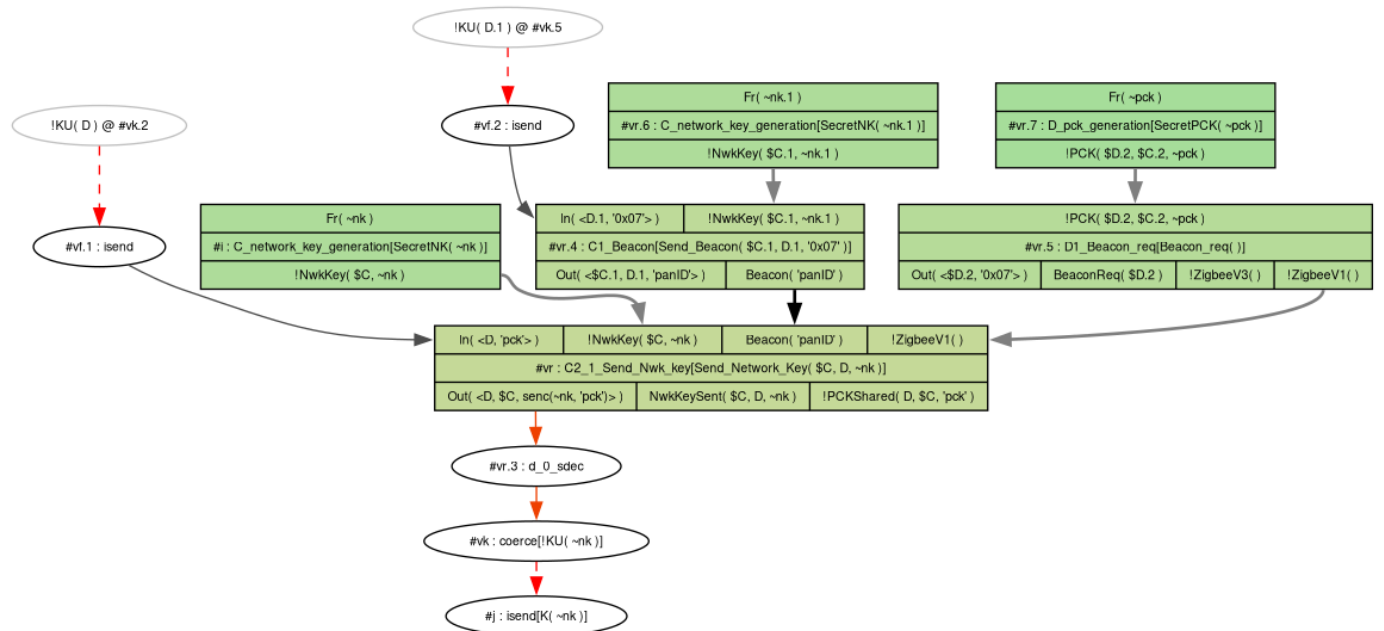 !KU( D.1 ) @ #vk.5
!KU( D ) @ #vk.2
#vf.2 : isend
Fr( ~nk.1 )
#vr.6 : C_network_key_generation[SecretNK( ~nk.1 )]
!NwkKey( $C.1, ~nk.1 )
Fr( ~pck )
#vr.7 : D_pck_generation[SecretPCK( ~pck )]
!PCK( $D.2, $C.2, ~pck )
#vf.1 : isend
Fr( ~nk )
#i : C_network_key_generation[SecretNK( ~nk )]
!NwkKey( $C, ~nk )
In( <D.1, '0x07'> ) !NwkKey( $C.1, ~nk.1 )
#vr.4 : C1_Beacon[Send_Beacon( $C.1, D.1, '0x07' )]
Out( <$C.1, D.1, 'panID'> ) Beacon( 'panID' )
!PCK( $D.2, $C.2, ~pck )
#vr.5 : D1_Beacon_req[Beacon_req( )]
Out( <$D.2, '0x07'> ) BeaconReq( $D.2 ) !ZigbeeV3( ) !ZigbeeV1( )
In( <D, 'pck'> ) !NwkKey( $C, ~nk ) Beacon( 'panID' ) !ZigbeeV1( )
#vr : C2_1_Send_Nwk_key[Send_Network_Key( $C, D, ~nk )]
Out( <D, $C, senc(~nk, 'pck')> ) NwkKeySent( $C, D, ~nk ) !PCKShared( D, $C, 'pck' )
#vr.3 : d_0_sdec
#vk : coerce[!KU( ~nk )]
#j : isend[K( ~nk )]